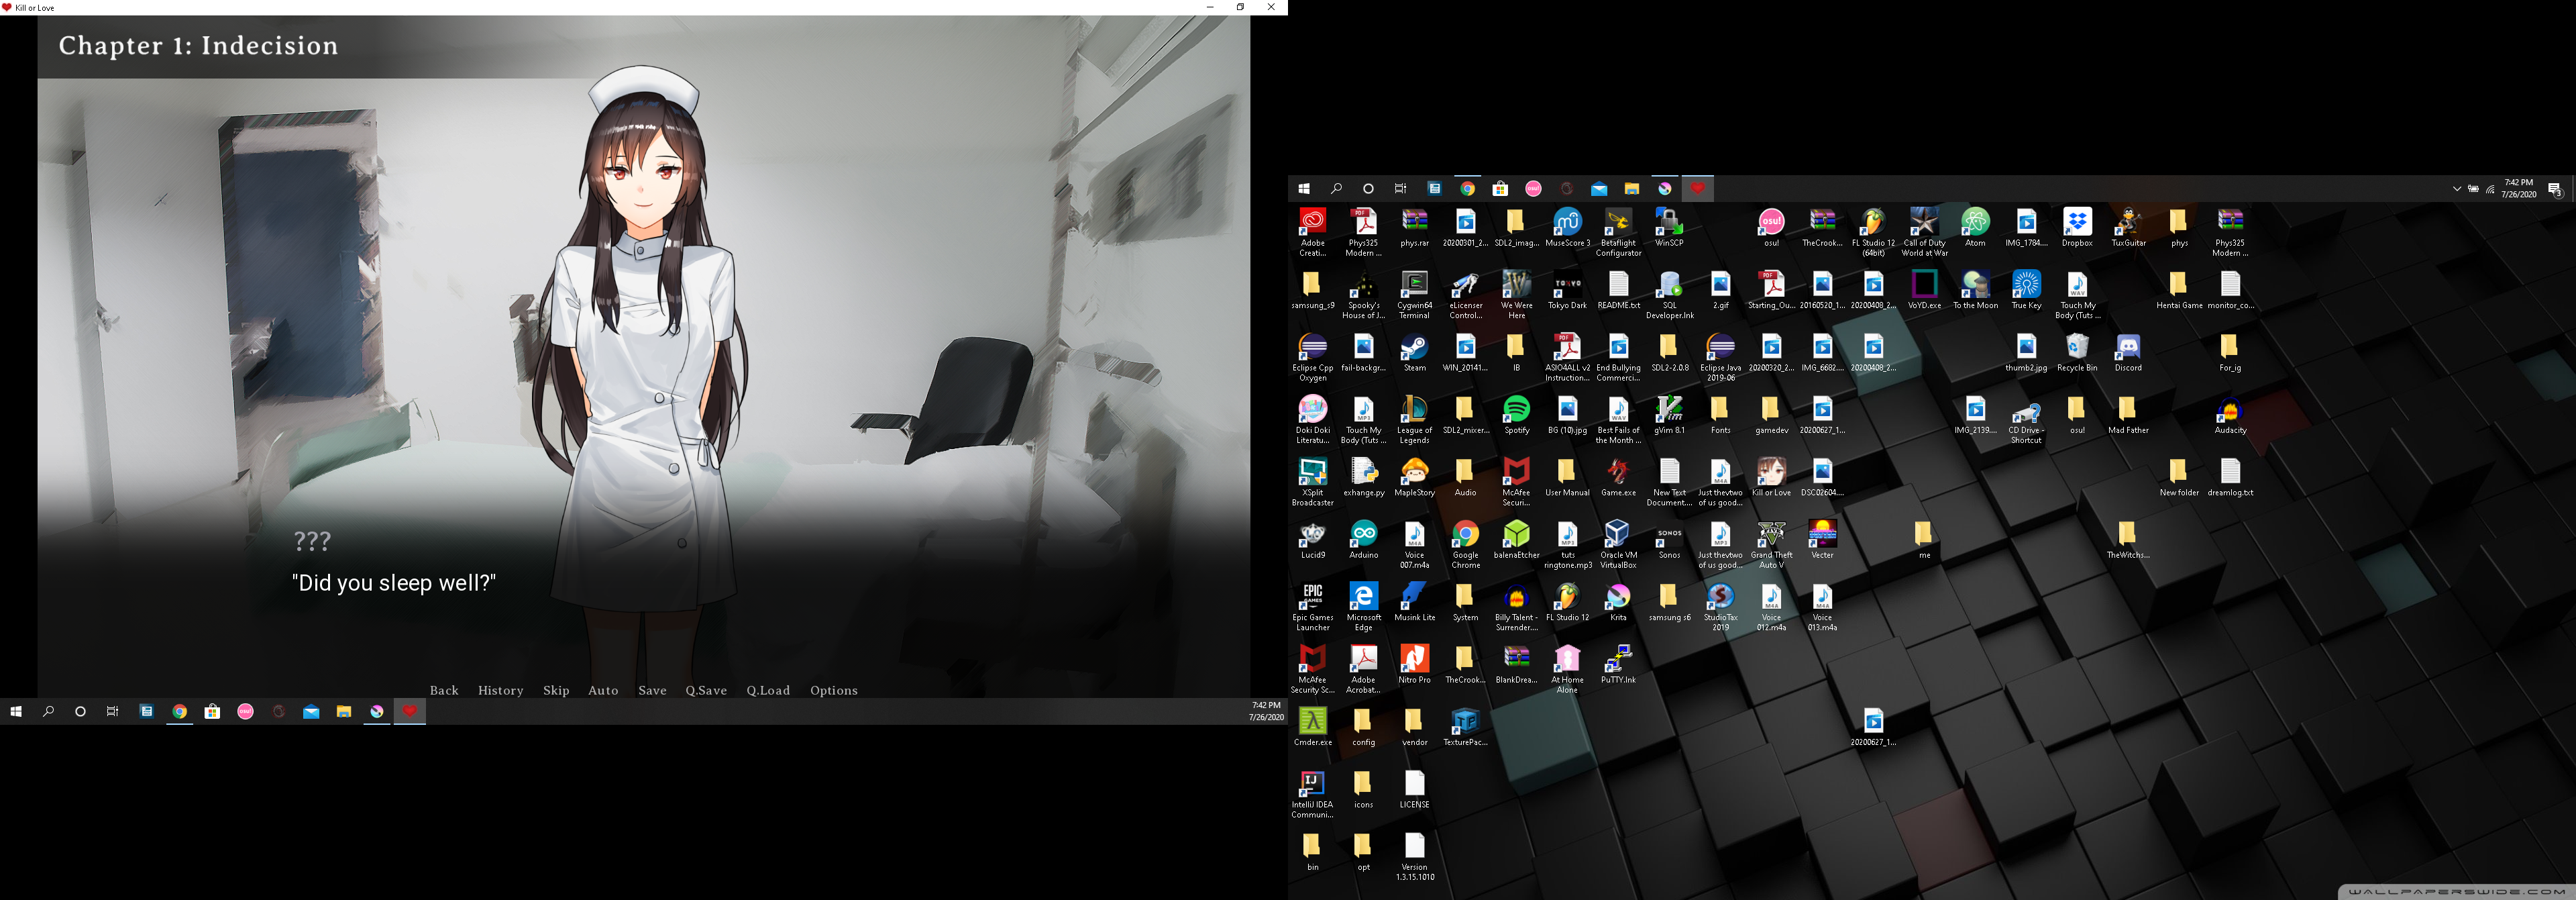 Kill or Love
Chapter 1: Indecision
???
"Did you sleep well?"
Back History Skip Auto Save Q.Save Q.Load Options
7:42 PM
7/26/2020
7:42 PM
7/26/2020
3
Adobe Creati...
Phys325 Modern ...
phys.rar
20200301_2...
SDL2_imag...
MuseScore 3
Betaflight Configurator
WinSCP
osu!
TheCrook...
FL Studio 12 (64bit)
Call of Duty World at War
Atom
IMG_1784....
Dropbox
TuxGuitar
phys
Phys325 Modern ...
samsung_s9
Spooky's House of J...
Cygwin64 Terminal
eLicenser Control...
We Were Here
Tokyo Dark
README.txt
SQL Developer.lnk
2.gif
Starting_Ou...
20160520_1...
20200408_2...
VoYD.exe
To the Moon
True Key
Touch My Body (Tuts ...
Hentai Game
monitor_co...
Eclipse Cpp Oxygen
fail-backgr...
Steam
WIN_20141...
IB
ASIO4ALL v2 Instruction...
End Bullying Commerci...
SDL2-2.0.8
Eclipse Java 2019-06
20200320_2...
IMG_6682....
20200408_2...
thumb2.jpg
Recycle Bin
Discord
For_ig
Doki Doki Literatu...
Touch My Body (Tuts ...
League of Legends
SDL2_mixer...
Spotify
BG (10).jpg
Best Fails of the Month ...
gVim 8.1
Fonts
gamedev
20200627_1...
IMG_2139....
CD Drive - Shortcut
osu!
Mad Father
Audacity
XSplit Broadcaster
exhange.py
MapleStory
Audio
McAfee Securi...
User Manual
Game.exe
New Text Document....
Just thevtwo of us good...
Kill or Love
DSC02604....
New folder
dreamlog.txt
Lucid9
Arduino
Voice 007.m4a
Google Chrome
balenaEtcher
tuts ringtone.mp3
Oracle VM VirtualBox
Sonos
Just thevtwo of us good...
Grand Theft Auto V
Vecter
me
TheWitchs...
Epic Games Launcher
Microsoft Edge
Musink Lite
System
Billy Talent - Surrender....
FL Studio 12
Krita
samsung s6
StudioTax 2019
Voice 012.m4a
Voice 013.m4a
McAfee Security Sc...
Adobe Acrobat...
Nitro Pro
TheCrook...
BlankDrea...
At Home Alone
PuTTY.lnk
Cmder.exe
config
vendor
TexturePac...
20200627_1...
IntelliJ IDEA Communi...
icons
LICENSE
bin
opt
Version 1.3.15.1010
WALLPAPERSWIDE.COM